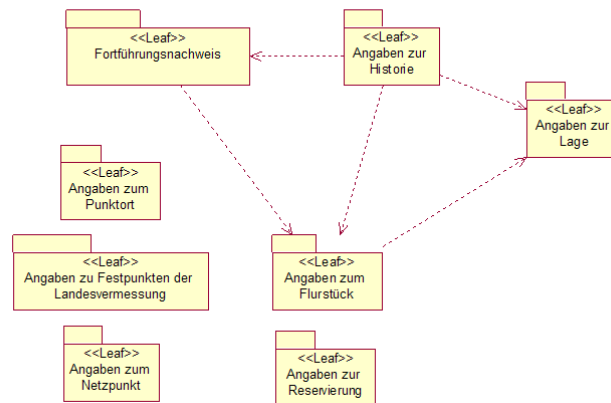 <<Leaf>>
Fortführungsnachweis
<<Leaf>>
Angaben zur
Historie
<<Leaf>>
Angaben zur
Lage
<<Leaf>>
Angaben zum
Punktort
<<Leaf>>
Angaben zu Festpunkten der
Landesvermessung
<<Leaf>>
Angaben zum
Flurstück
<<Leaf>>
Angaben zum
Netzpunkt
<<Leaf>>
Angaben zur
Reservierung